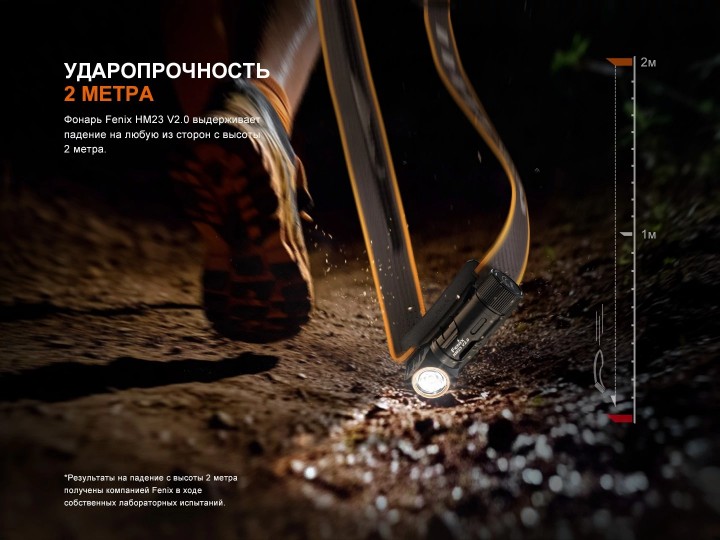 УДАРОПРОЧНОСТЬ
2 МЕТРА
Фонарь Fenix HM23 V2.0 выдерживает
падение на любую из сторон с высоты
2 метра.
2м
1м
Fenix
*Результаты на падение с высоты 2 метра
получены компанией Fenix в ходе
собственных лабораторных испытаний.